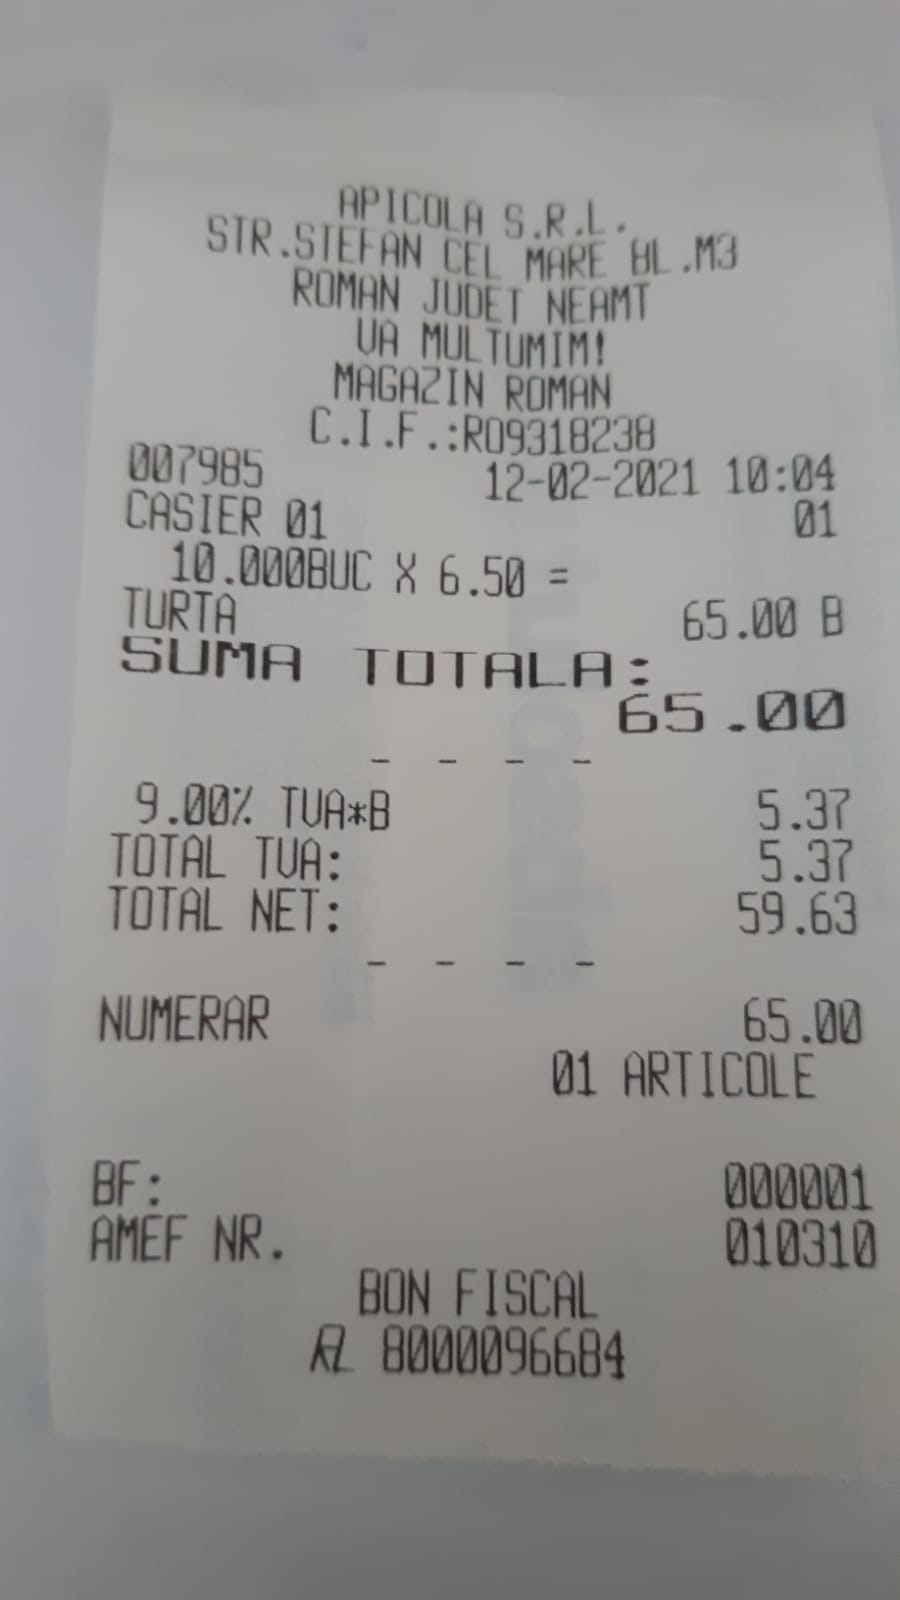 APICOLA S.R.L.
STR.STEFAN CEL MARE BL.M3
ROMAN JUDET NEAMT
VA MULTUMIM!
MAGAZIN ROMAN
C.I.F.:RO9318238
007985 12-02-2021 10:04
CASIER 01 01
10.000BUC X 6.50 =
TURTA 65.00 B
SUMA TOTALA:
65.00
- - - -
9.00% TVA*B 5.37
TOTAL TVA: 5.37
TOTAL NET: 59.63
- - - -
NUMERAR 65.00
01 ARTICOLE
BF: 000001
AMEF NR. 010310
BON FISCAL
8000096684